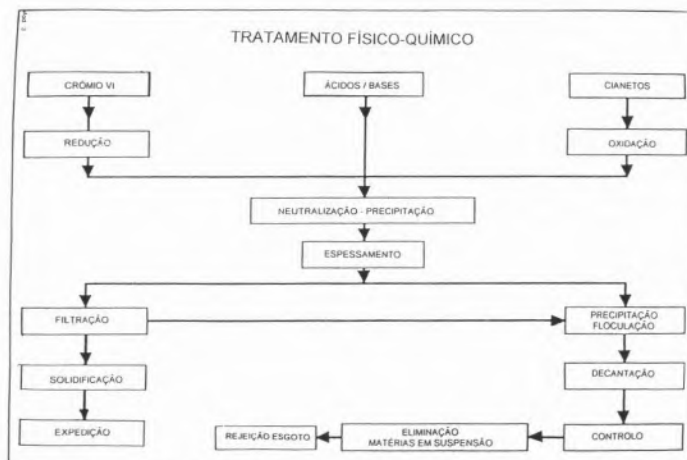 TRATAMENTO FÍSICO-QUÍMICO
CRÓMIO VI
ÁCIDOS / BASES
CIANETOS
REDUÇÃO
OXIDAÇÃO
NEUTRALIZAÇÃO - PRECIPITAÇÃO
ESPESSAMENTO
FILTRAÇÃO
PRECIPITAÇÃO
FLOCULAÇÃO
SOLIDIFICAÇÃO
DECANTAÇÃO
EXPEDIÇÃO
REJEIÇÃO ESGOTO
ELIMINAÇÃO
MATÉRIAS EM SUSPENSÃO
CONTROLO